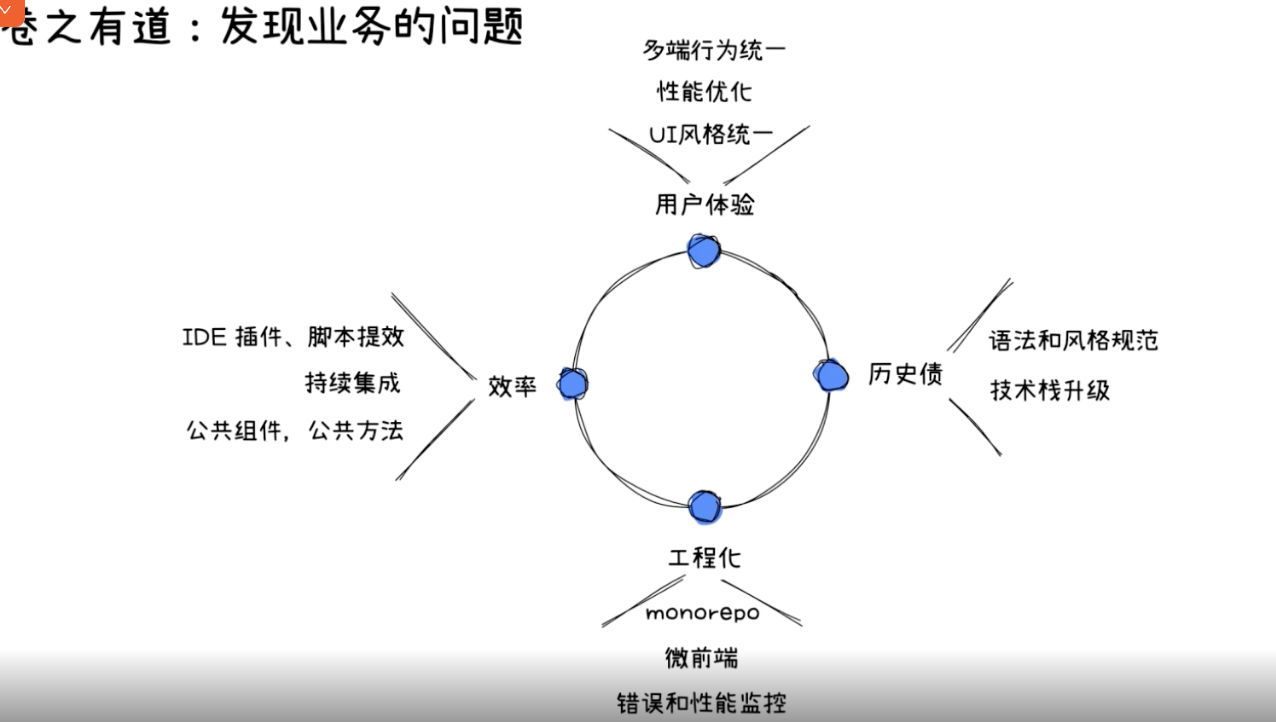 卷之有道：发现业务的问题
多端行为统一
性能优化
UI风格统一
用户体验
IDE 插件、脚本提效
持续集成
公共组件，公共方法
效率
历史债
语法和风格规范
技术栈升级
工程化
monorepo
微前端
错误和性能监控